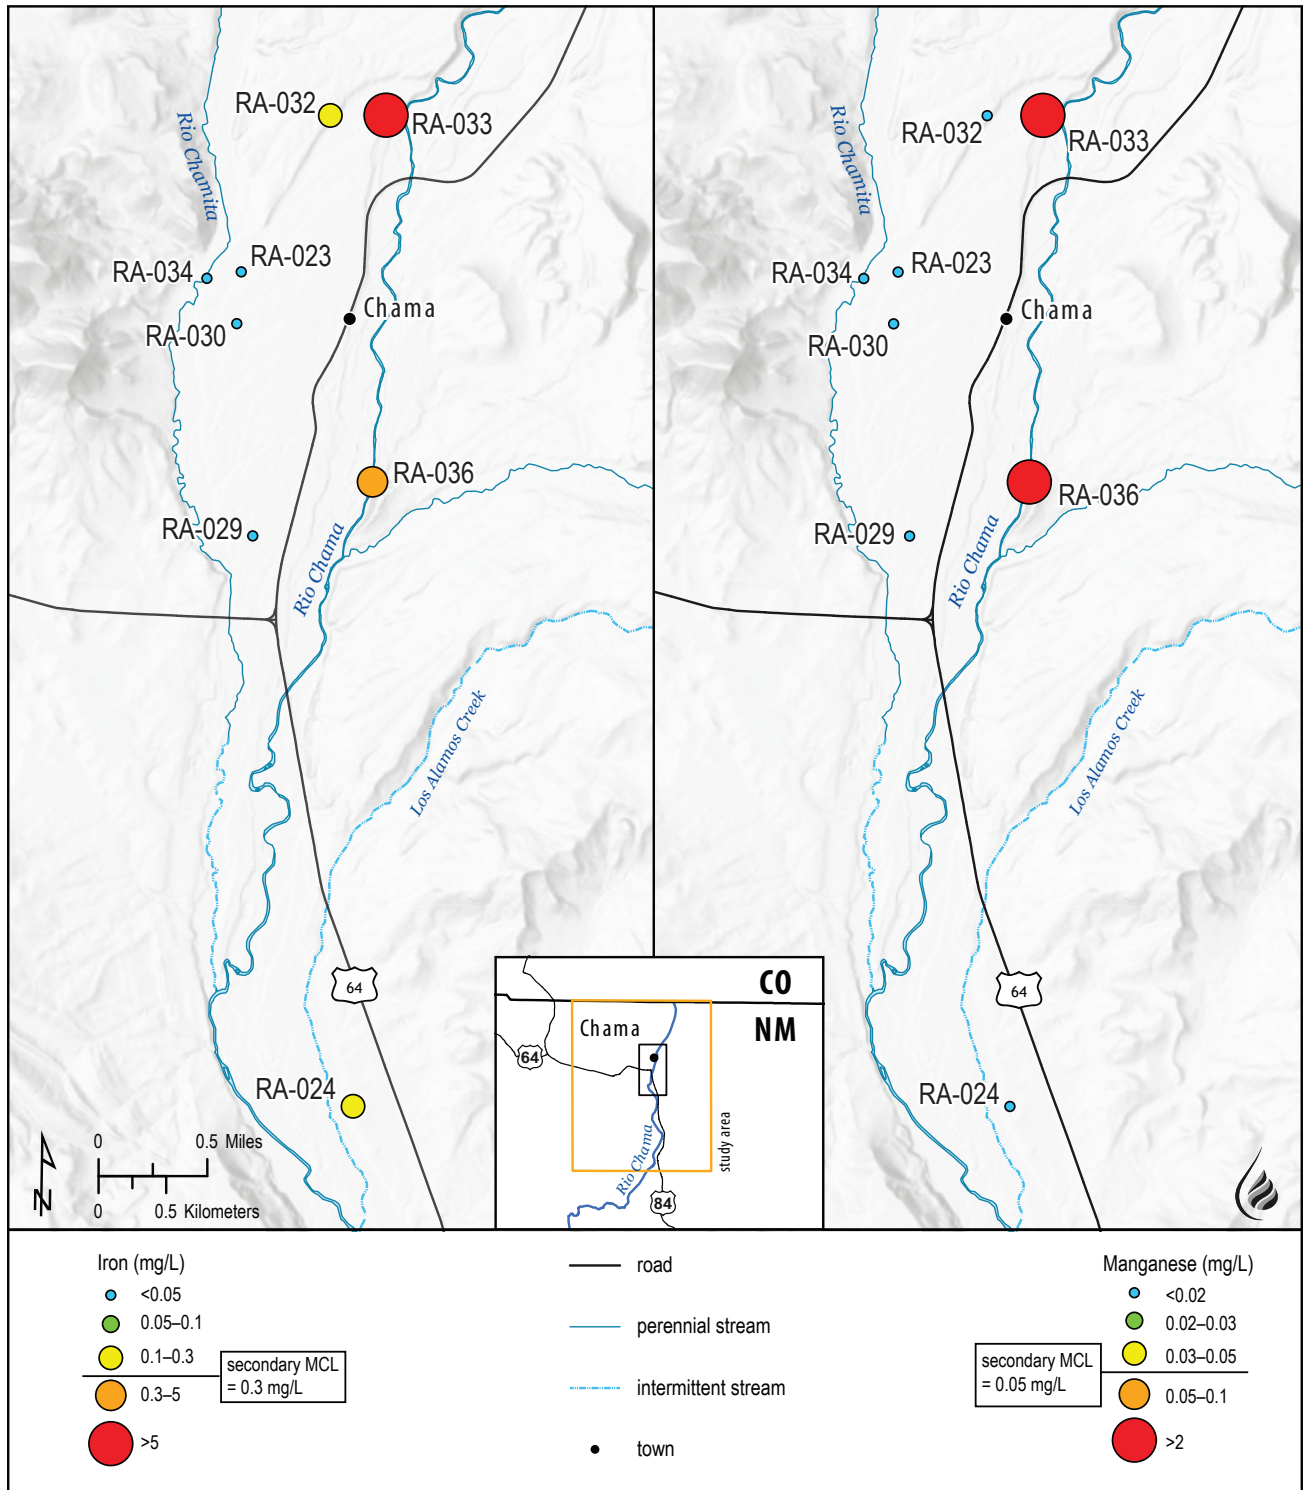 RA-032
RA-033
Rio Chamita
RA-023
RA-034
Chama
RA-030
RA-036
RA-029
Rio Chama
Los Alamos Creek
64
RA-024
0 0.5 Miles
0 0.5 Kilometers
N
RA-032
RA-033
Rio Chamita
RA-023
RA-034
Chama
RA-030
RA-036
RA-029
Rio Chama
Los Alamos Creek
64
RA-024
CO
NM
Chama
64
study area
Rio Chama
84
Iron (mg/L)
<0.05
0.05–0.1
0.1–0.3
0.3–5
>5
secondary MCL
= 0.3 mg/L
road
perennial stream
intermittent stream
town
Manganese (mg/L)
<0.02
0.02–0.03
0.03–0.05
0.05–0.1
>2
secondary MCL
= 0.05 mg/L